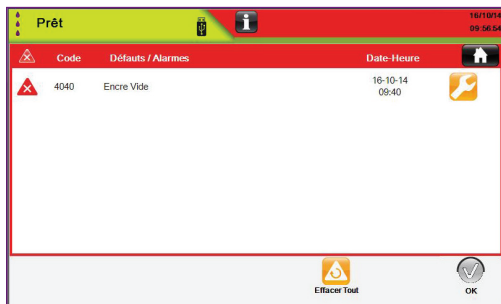 Prêt
16/10/14
09:56:54
Code Défauts / Alarmes Date-Heure
4040 Encre Vide 16-10-14
09:40
Effacer Tout
OK